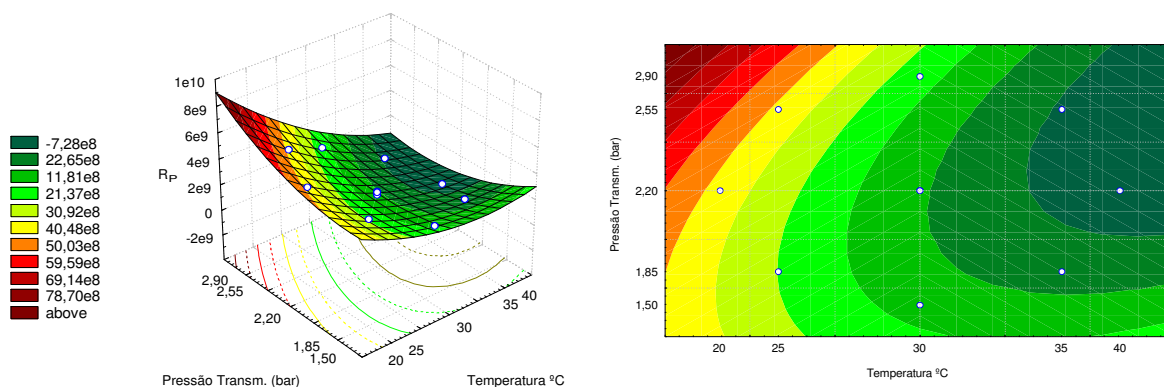 -7,28e8
22,65e8
11,81e8
21,37e8
30,92e8
40,48e8
50,03e8
59,59e8
69,14e8
78,70e8
above
1e10
8e9
6e9
4e9
2e9
0
-2e9
R_P
2,90
2,55
2,20
1,85
1,50
20
25
30
35
40
Pressão Transm. (bar)
Temperatura ºC
2,90
2,55
2,20
1,85
1,50
Pressão Transm. (bar)
20 25 30 35 40
Temperatura ºC